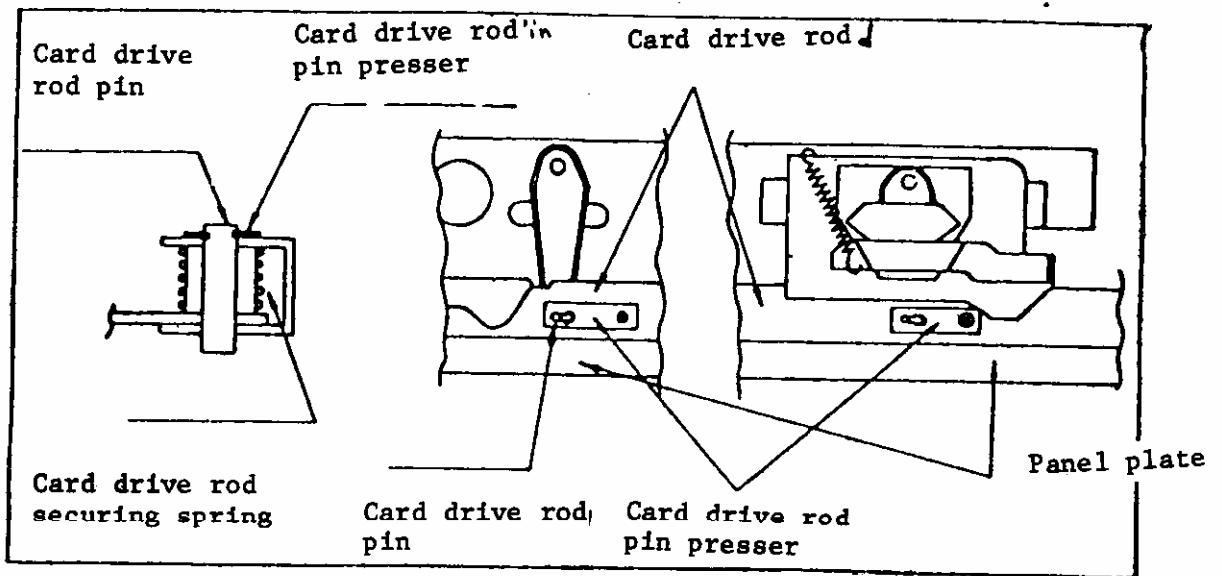 Card drive
rod pin
Card drive rod
pin presser
Card drive rod
Card drive rod
securing spring
Card drive rod
pin
Card drive rod
pin presser
Panel plate